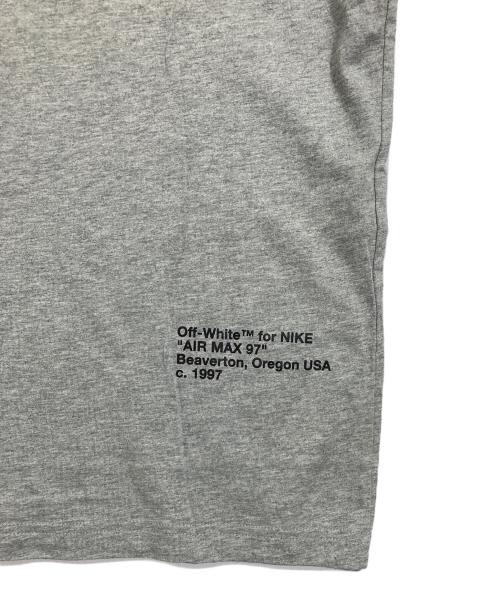 Off-White™ for NIKE
"AIR MAX 97"
Beaverton, Oregon USA
c. 1997